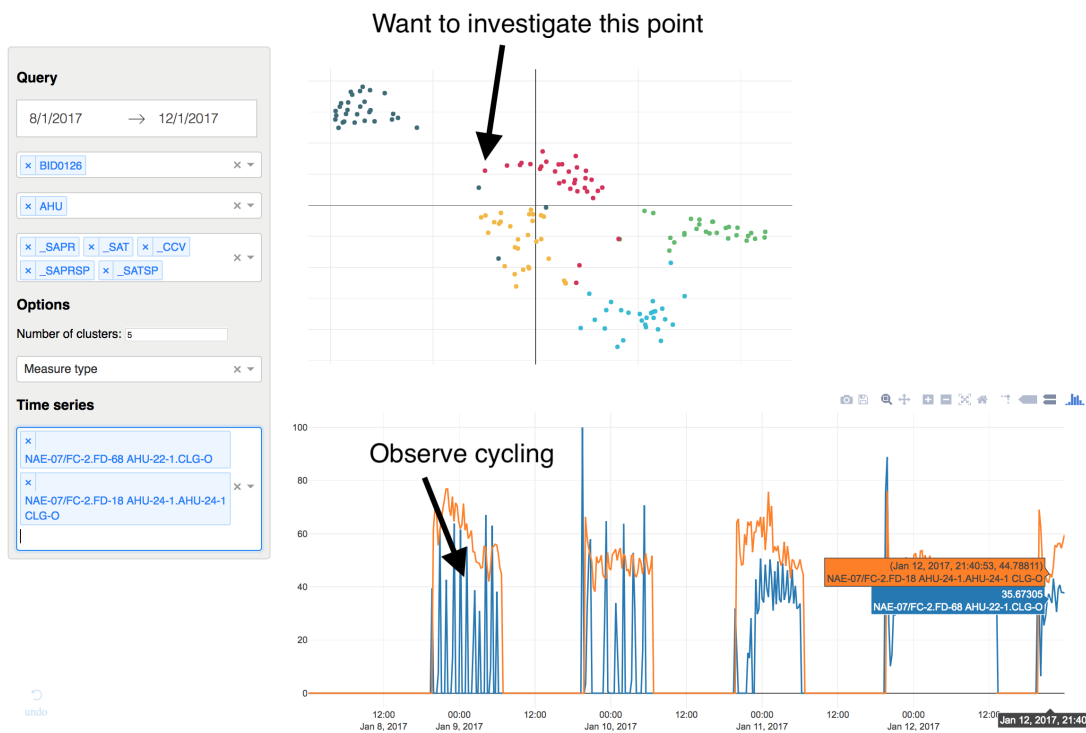 Want to investigate this point
Query
8/1/2017 → 12/1/2017
× BID0126 ×
× AHU ×
× _SAPR × _SAT × _CCV ×
× _SAPRSP × _SATSP
Options
Number of clusters: 5
Measure type ×
Time series
×
NAE-07/FC-2.FD-68 AHU-22-1.CLG-O
×
NAE-07/FC-2.FD-18 AHU-24-1.AHU-24-1
CLG-O
×
undo
Observe cycling
100
80
60
40
20
0
(Jan 12, 2017, 21:40:53, 44.78811)
NAE-07/FC-2.FD-18 AHU-24-1.AHU-24-1 CLG-O
35.67305
NAE-07/FC-2.FD-68 AHU-22-1.CLG-O
12:00 00:00 12:00 00:00 12:00 00:00 12:00 00:00 12:0
Jan 8, 2017 Jan 9, 2017 Jan 10, 2017 Jan 11, 2017 Jan 12, 2017
Jan 12, 2017, 21:40